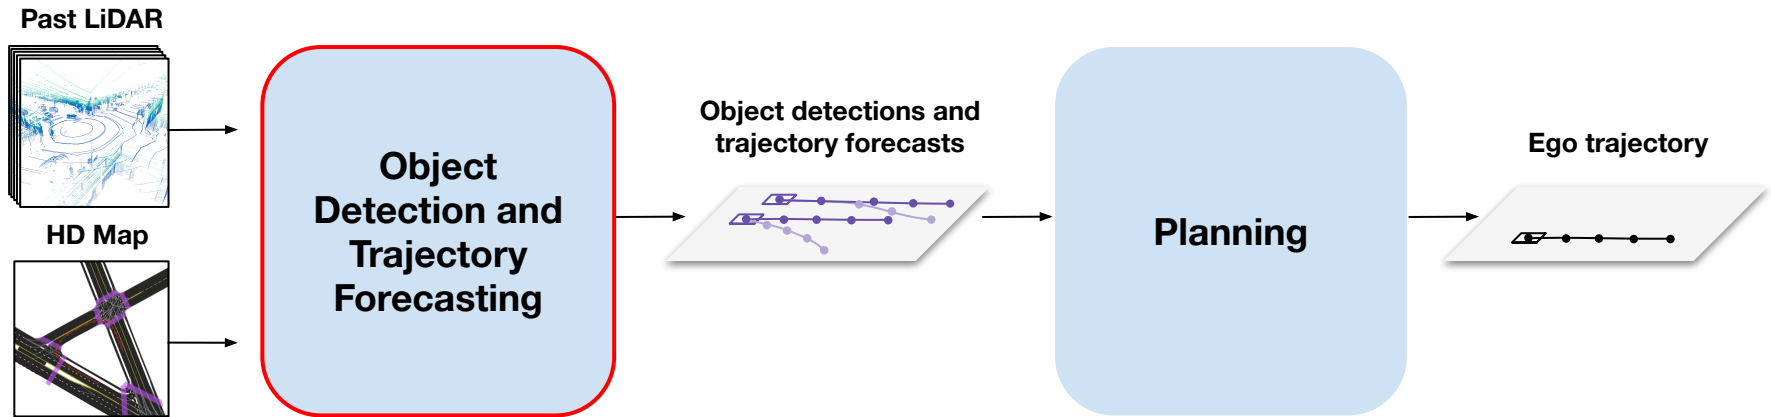 Past LiDAR
HD Map
Object
Detection and
Trajectory
Forecasting
Object detections and
trajectory forecasts
Planning
Ego trajectory